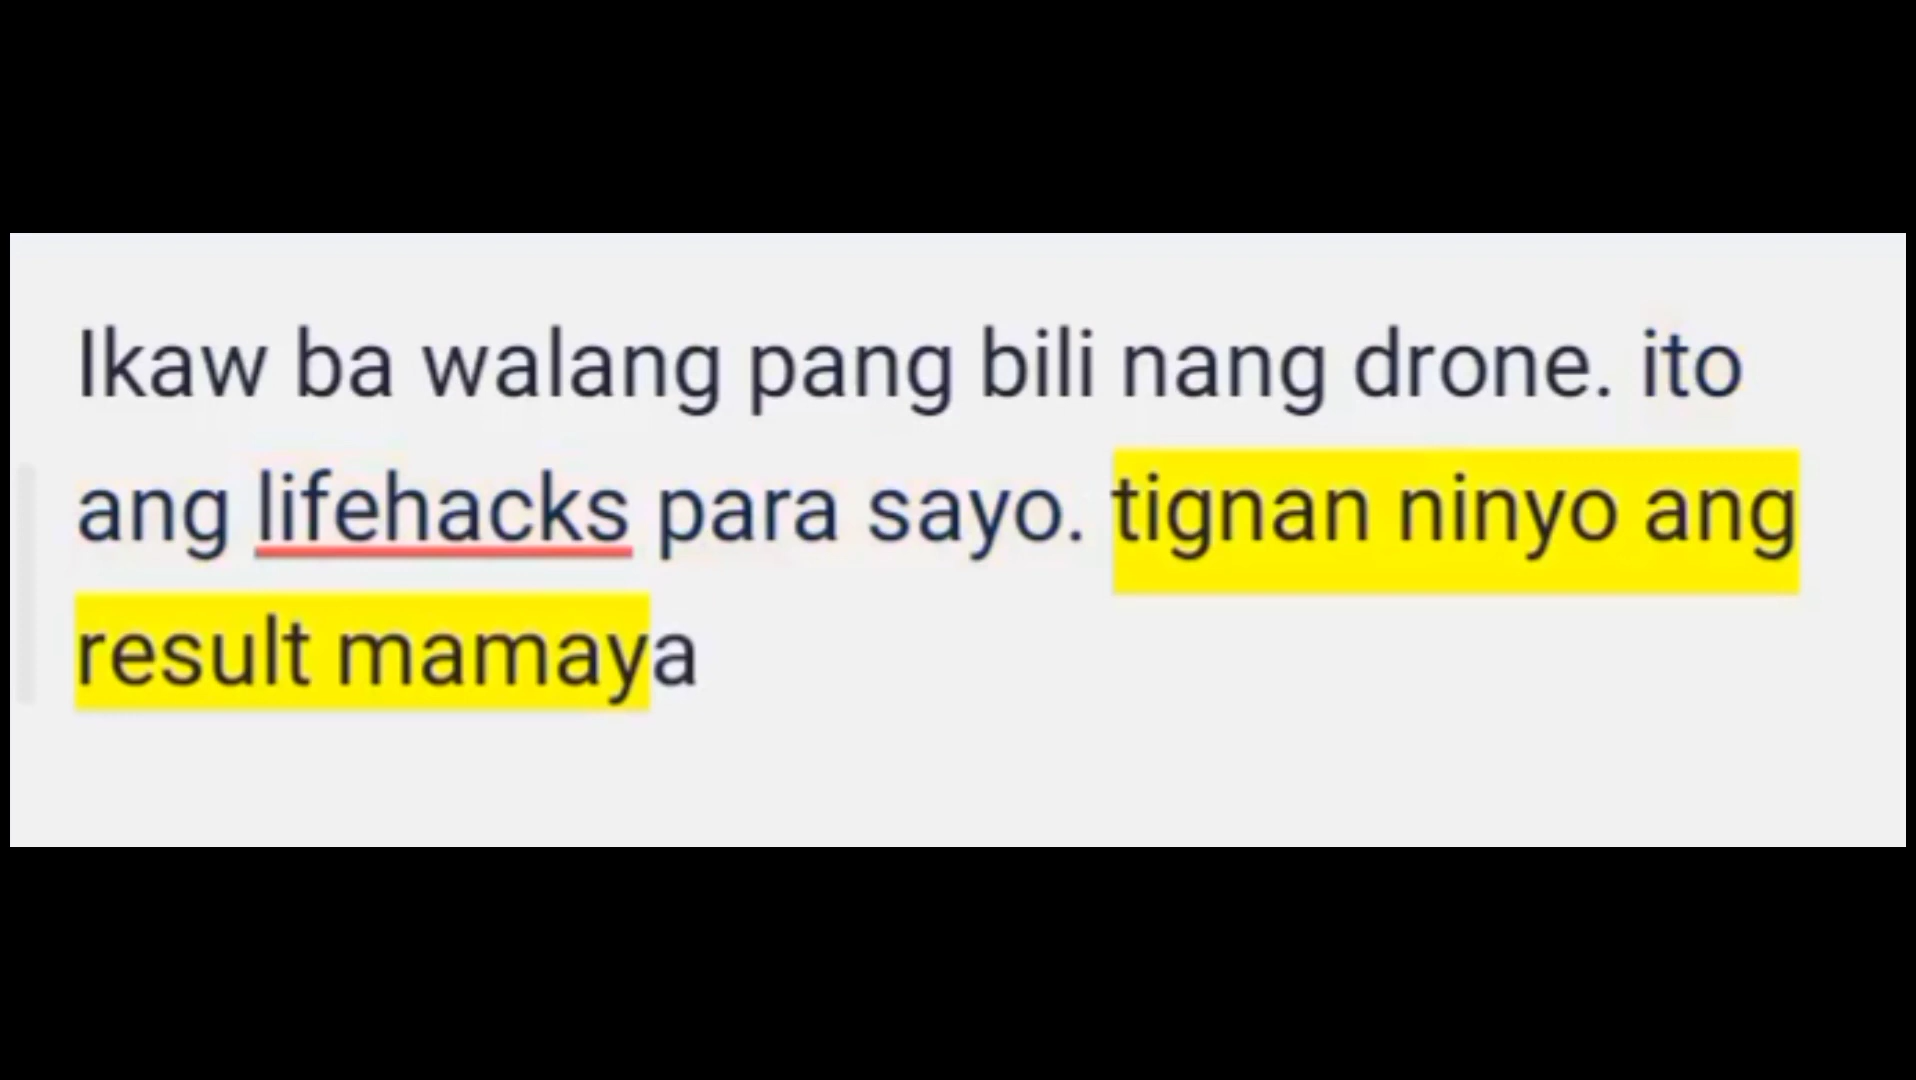 Ikaw ba walang pang bili nang drone. ito
ang lifehacks para sayo. tignan ninyo ang
result mamaya